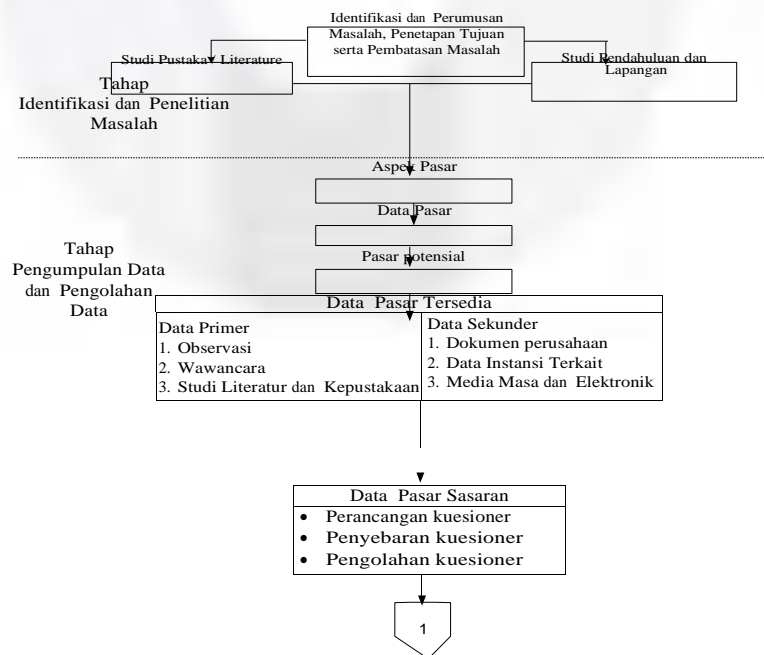 Identifikasi dan Perumusan
Masalah, Penetapan Tujuan
serta Pembatasan Masalah
Studi Pustaka Literature
Studi Pendahuluan dan
Lapangan
Tahap
Identifikasi dan Penelitian
Masalah
Aspek Pasar
Data Pasar
Pasar potensial
Tahap
Pengumpulan Data
dan Pengolahan
Data
Data Pasar Tersedia
Data Primer
1. Observasi
2. Wawancara
3. Studi Literatur dan Kepustakaan
Data Sekunder
1. Dokumen perusahaan
2. Data Instansi Terkait
3. Media Masa dan Elektronik
Data Pasar Sasaran
• Perancangan kuesioner
• Penyebaran kuesioner
• Pengolahan kuesioner
1